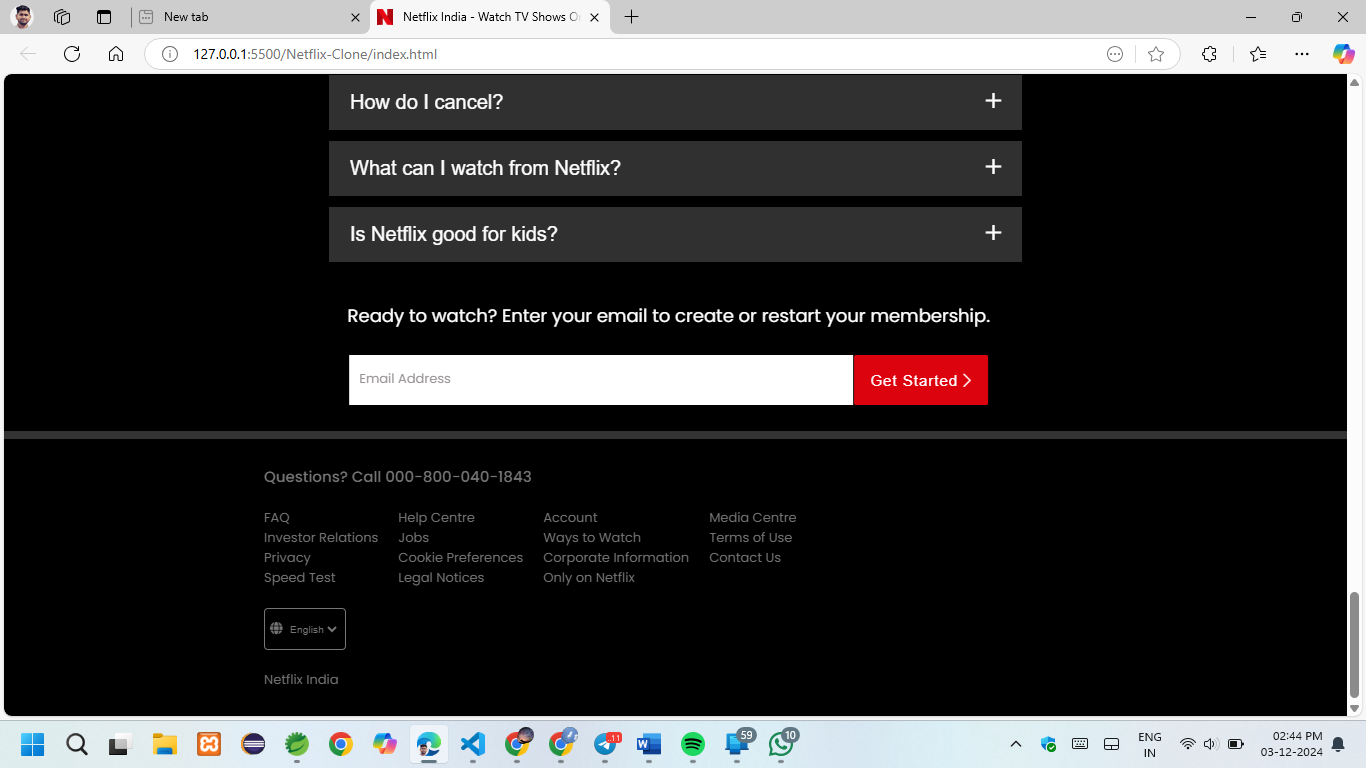 New tab
Netflix India - Watch TV Shows O
127.0.0.1:5500/Netflix-Clone/index.html
How do I cancel?
What can I watch from Netflix?
Is Netflix good for kids?
Ready to watch? Enter your email to create or restart your membership.
Email Address
Get Started
Questions? Call 000-800-040-1843
FAQ Help Centre Account Media Centre
Investor Relations Jobs Ways to Watch Terms of Use
Privacy Cookie Preferences Corporate Information Contact Us
Speed Test Legal Notices Only on Netflix
English
Netflix India
.11
59
10
ENG
IN
02:44 PM
03-12-2024